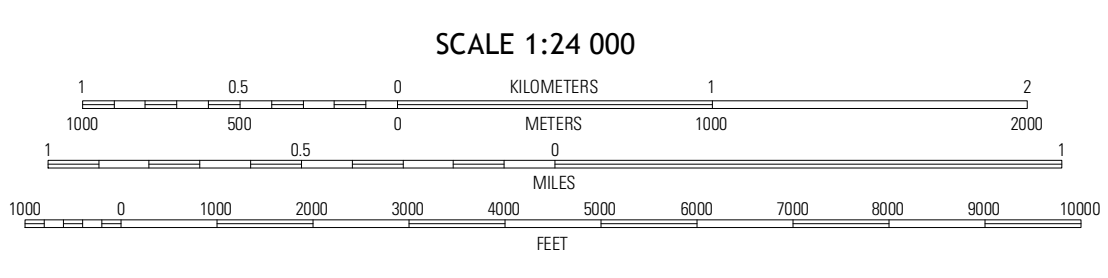 SCALE 1:24 000
1 0.5 0 KILOMETERS 1 2
1000 500 0 METERS 1000 2000
1 0.5 0 1
MILES
1000 0 1000 2000 3000 4000 5000 6000 7000 8000 9000 10000
FEET